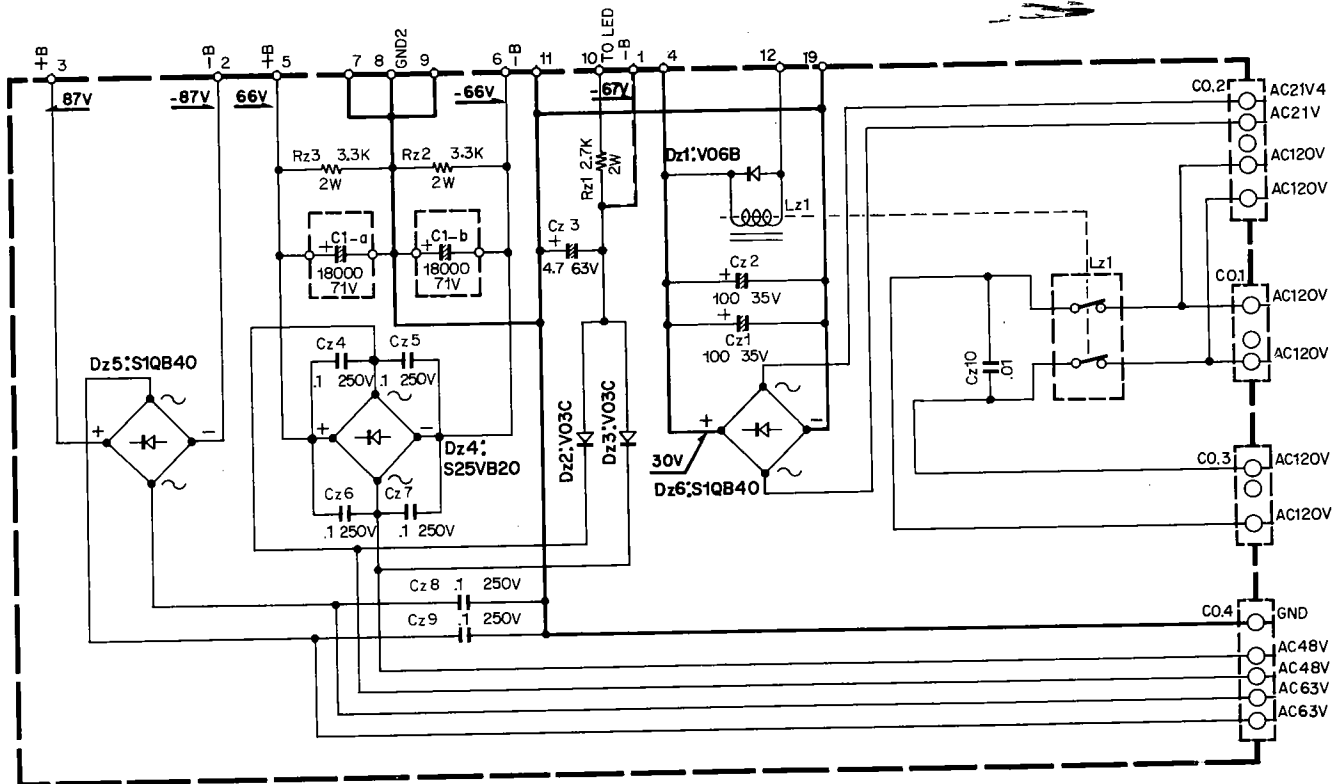 +B 3
-B 2
+B 5
7 8 GND2 9
6 -B
11
10 TO LED
-B 1
4
12
19
87V
-87V
66V
-66V
-67V
CO.2
AC21V4
AC21V
AC120V
AC120V
Rz3 3.3K
2W
Rz2 3.3K
2W
Rz1 2.7K
2W
Dz1:V06B
Lz1
+ C1-a
18000
71V
+ C1-b
18000
71V
Cz 3
+
4.7 63V
+ Cz 2
100 35V
+
Cz1
100 35V
Lz1
CO.1
AC120V
AC120V
Cz10
.01
Dz5:S1QB40
Cz4 Cz5
.1 250V .1 250V
+ -
+ -
Dz4:
S25VB20
Cz6 Cz7
.1 250V .1 250V
Dz2:V03C
Dz3:V03C
+ -
30V
Dz6:S1QB40
CO.3
AC120V
AC120V
Cz8 .1 250V
Cz9 .1 250V
CO.4
GND
AC48V
AC48V
AC63V
AC63V